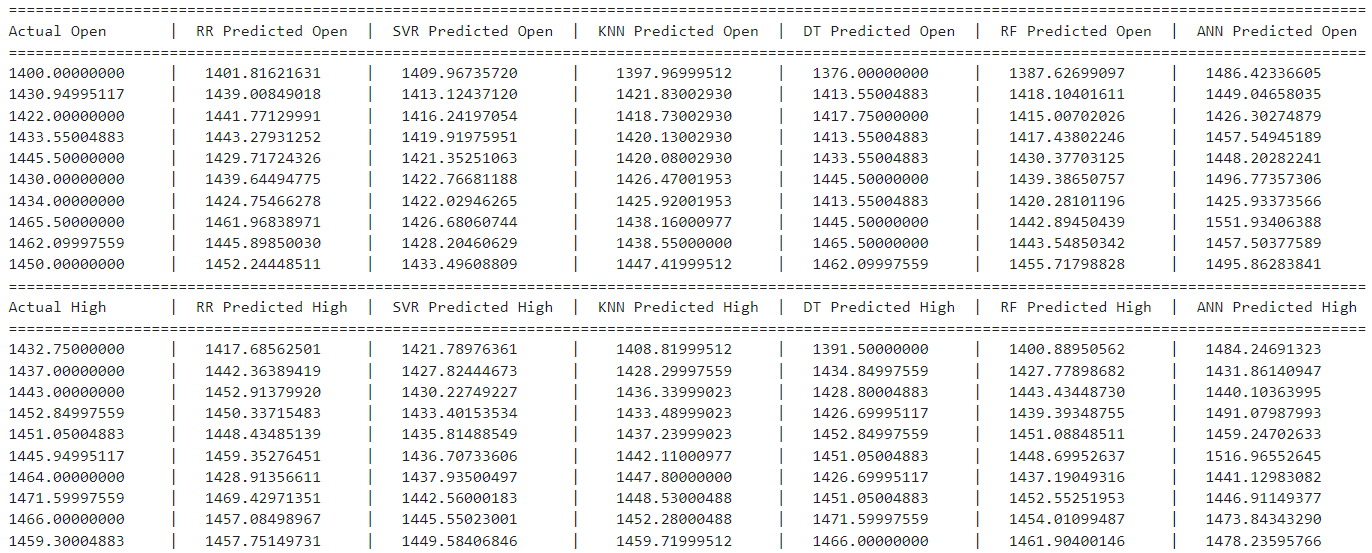 ==========================================================================================================================================================
Actual Open | RR Predicted Open | SVR Predicted Open | KNN Predicted Open | DT Predicted Open | RF Predicted Open | ANN Predicted Open
==========================================================================================================================================================
1400.00000000 | 1401.81621631 | 1409.96735720 | 1397.96999512 | 1376.00000000 | 1387.62699097 | 1486.42336605
1430.94995117 | 1439.00849018 | 1413.12437120 | 1421.83002930 | 1413.55004883 | 1418.10401611 | 1449.04658035
1422.00000000 | 1441.77129991 | 1416.24197054 | 1418.73002930 | 1417.75000000 | 1415.00702026 | 1426.30274879
1433.55004883 | 1443.27931252 | 1419.91975951 | 1420.13002930 | 1413.55004883 | 1417.43802246 | 1457.54945189
1445.50000000 | 1429.71724326 | 1421.35251063 | 1420.08002930 | 1433.55004883 | 1430.37703125 | 1448.20282241
1430.00000000 | 1439.64494775 | 1422.76681188 | 1426.47001953 | 1445.50000000 | 1439.38650757 | 1496.77357306
1434.00000000 | 1424.75466278 | 1422.02946265 | 1425.92001953 | 1413.55004883 | 1420.28101196 | 1425.93373566
1465.50000000 | 1461.96838971 | 1426.68060744 | 1438.16000977 | 1445.50000000 | 1442.89450439 | 1551.93406388
1462.09997559 | 1445.89850030 | 1428.20460629 | 1438.55000000 | 1465.50000000 | 1443.54850342 | 1457.50377589
1450.00000000 | 1452.24448511 | 1433.49608809 | 1447.41999512 | 1462.09997559 | 1455.71798828 | 1495.86283841
==========================================================================================================================================================
Actual High | RR Predicted High | SVR Predicted High | KNN Predicted High | DT Predicted High | RF Predicted High | ANN Predicted High
==========================================================================================================================================================
1432.75000000 | 1417.68562501 | 1421.78976361 | 1408.81999512 | 1391.50000000 | 1400.88950562 | 1484.24691323
1437.00000000 | 1442.36389419 | 1427.82444673 | 1428.29997559 | 1434.84997559 | 1427.77898682 | 1431.86140947
1443.00000000 | 1452.91379920 | 1430.22749227 | 1436.33999023 | 1428.80004883 | 1443.43448730 | 1440.10363995
1452.84997559 | 1450.33715483 | 1433.40153534 | 1433.48999023 | 1426.69995117 | 1439.39348755 | 1491.07987993
1451.05004883 | 1448.43485139 | 1435.81488549 | 1437.23999023 | 1452.84997559 | 1451.08848511 | 1459.24702633
1445.94995117 | 1459.35276451 | 1436.70733606 | 1442.11000977 | 1451.05004883 | 1448.69952637 | 1516.96552645
1464.00000000 | 1428.91356611 | 1437.93500497 | 1447.80000000 | 1426.69995117 | 1437.19049316 | 1441.12983082
1471.59997559 | 1469.42971351 | 1442.56000183 | 1448.53000488 | 1451.05004883 | 1452.55251953 | 1446.91149377
1466.00000000 | 1457.08498967 | 1445.55023001 | 1452.28000488 | 1471.59997559 | 1454.01099487 | 1473.84343290
1459.30004883 | 1457.75149731 | 1449.58406846 | 1459.71999512 | 1466.00000000 | 1461.90400146 | 1478.23595766